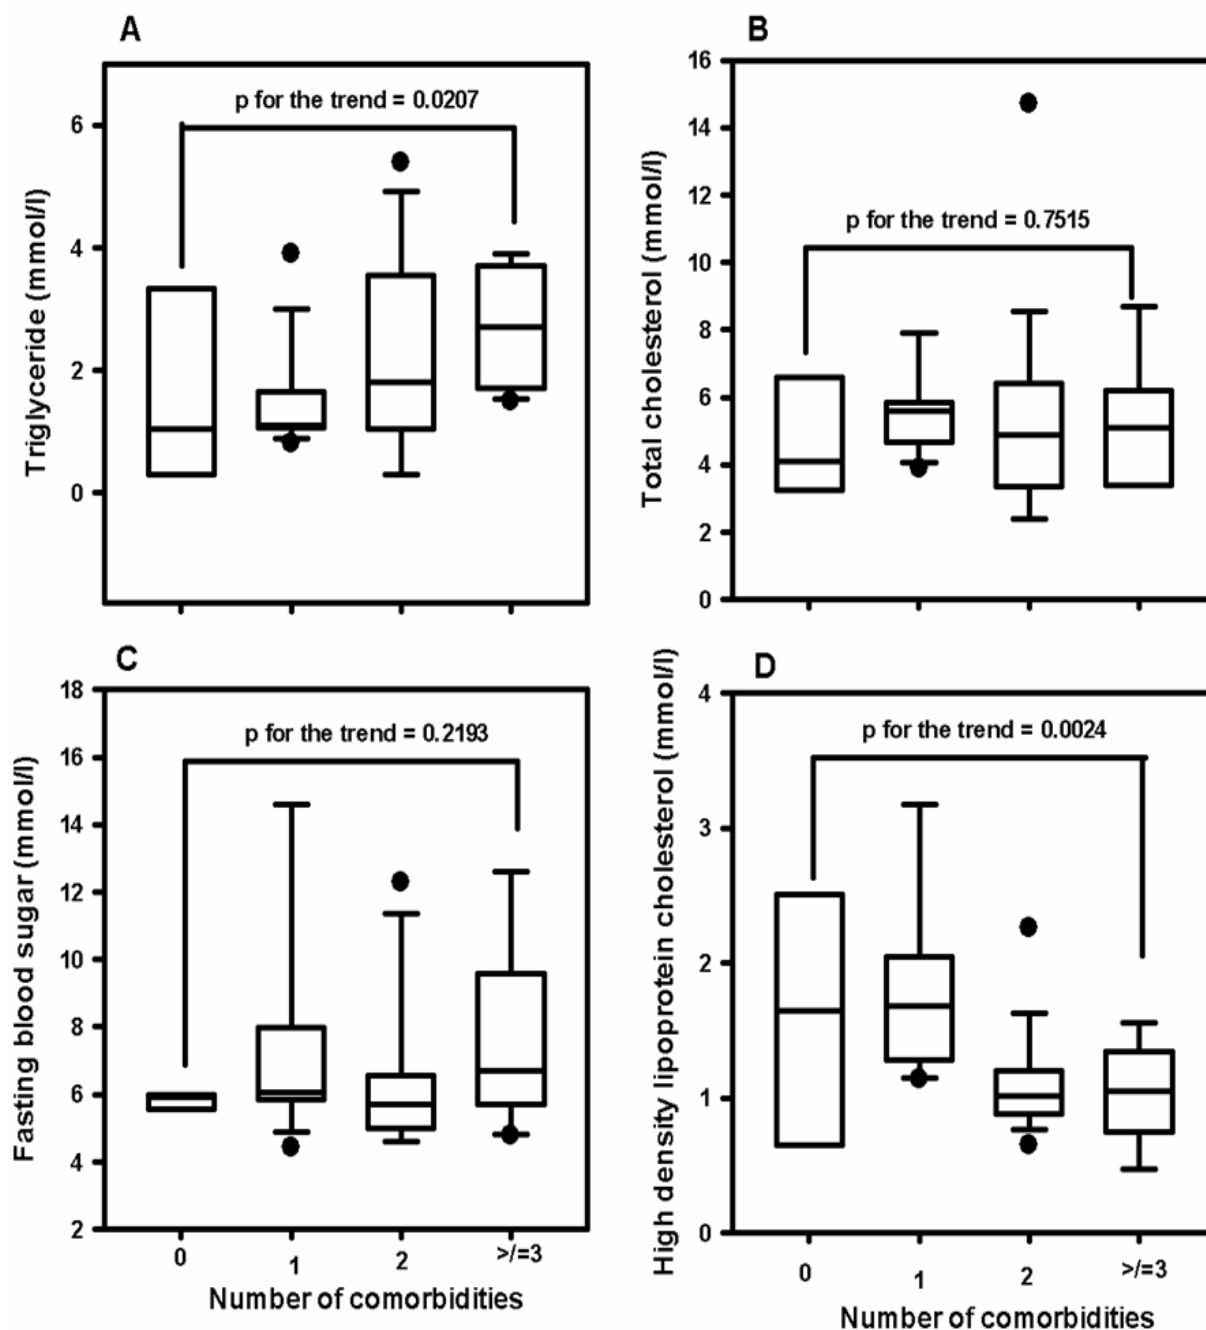 A
p for the trend = 0.0207
6
4
2
0
Triglyceride (mmol/l)
B
16
14
12
10
8
6
4
2
0
p for the trend = 0.7515
Total cholesterol (mmol/l)
C
18
16
14
12
10
8
6
4
2
p for the trend = 0.2193
Fasting blood sugar (mmol/l)
0
1
2
>/=3
Number of comorbidities
D
4
3
2
1
0
p for the trend = 0.0024
High density lipoprotein cholesterol (mmol/l)
0
1
2
>/=3
Number of comorbidities